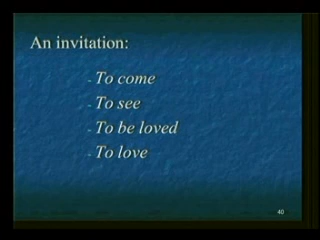 An invitation:
- To come
- To see
- To be loved
- To love
40